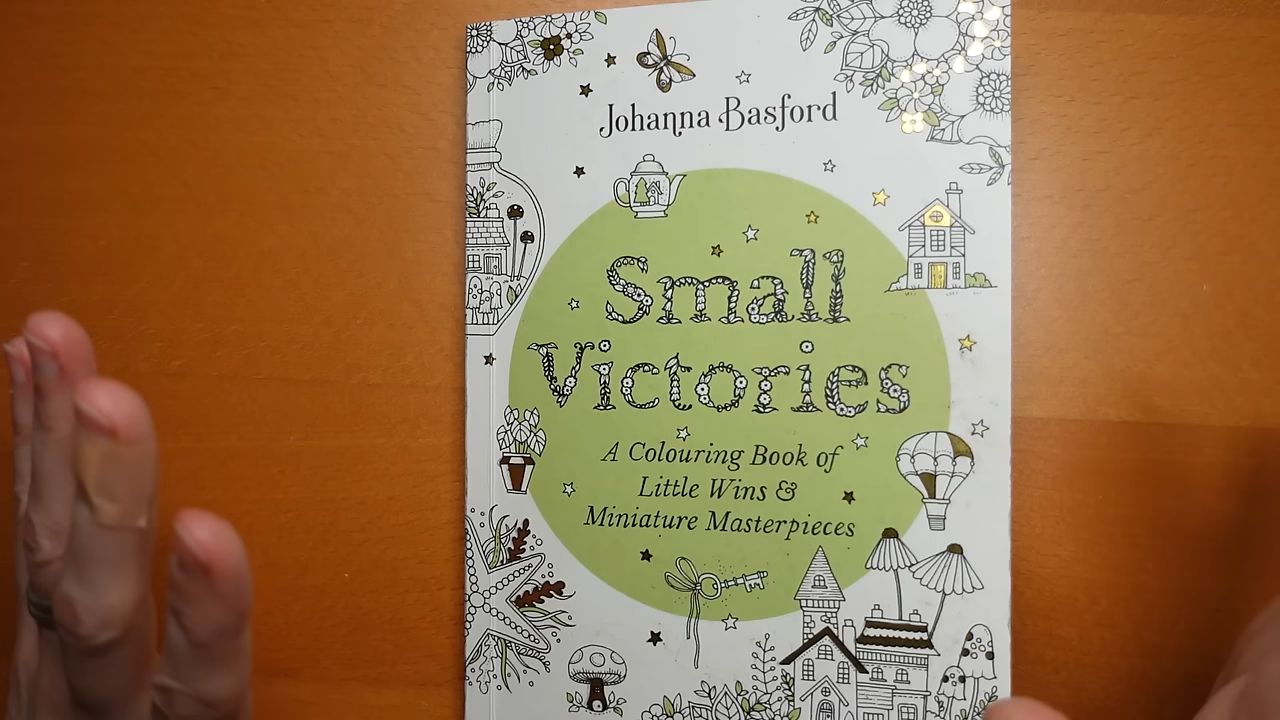 Johanna Basford
Small
Victories
A Colouring Book of
Little Wins &
Miniature Masterpieces